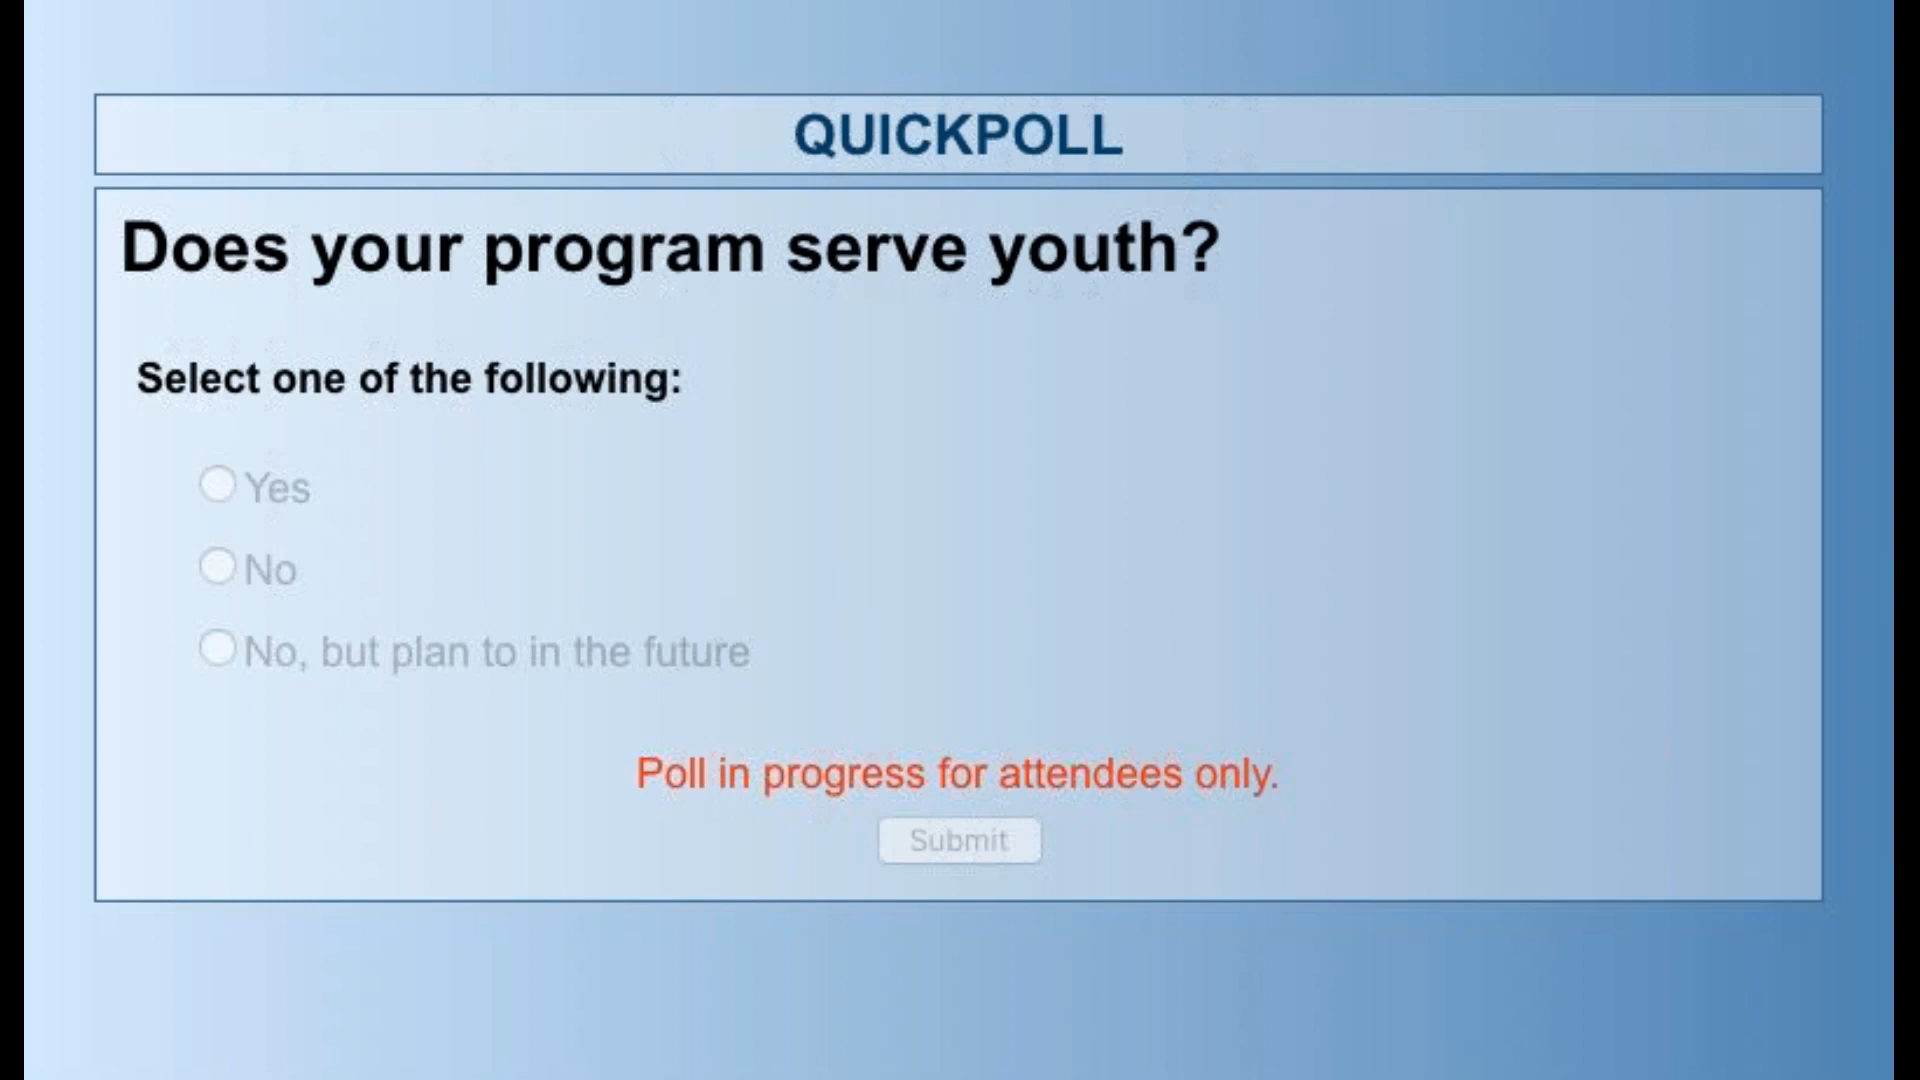 QUICKPOLL
Does your program serve youth?
Select one of the following:
Yes
No
No, but plan to in the future
Poll in progress for attendees only.
Submit